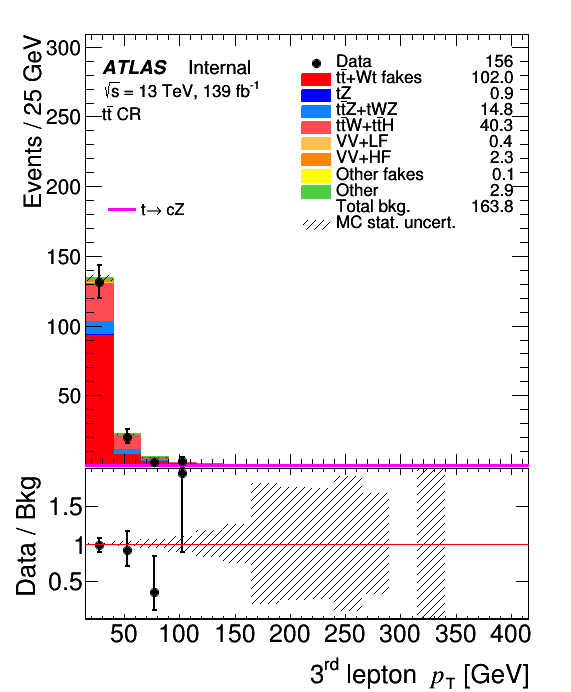 300
250
200
150
100
50
Events / 25 GeV
ATLAS Internal
√s = 13 TeV, 139 fb⁻¹
tt̄ CR
t→ cZ
Data 156
tt̄+Wt fakes 102.0
tZ 0.9
tt̄Z+tWZ 14.8
tt̄W+tt̄H 40.3
VV+LF 0.4
VV+HF 2.3
Other fakes 0.1
Other 2.9
Total bkg. 163.8
MC stat. uncert.
Data / Bkg
1.5
1
0.5
50 100 150 200 250 300 350 400
3rd lepton pT [GeV]